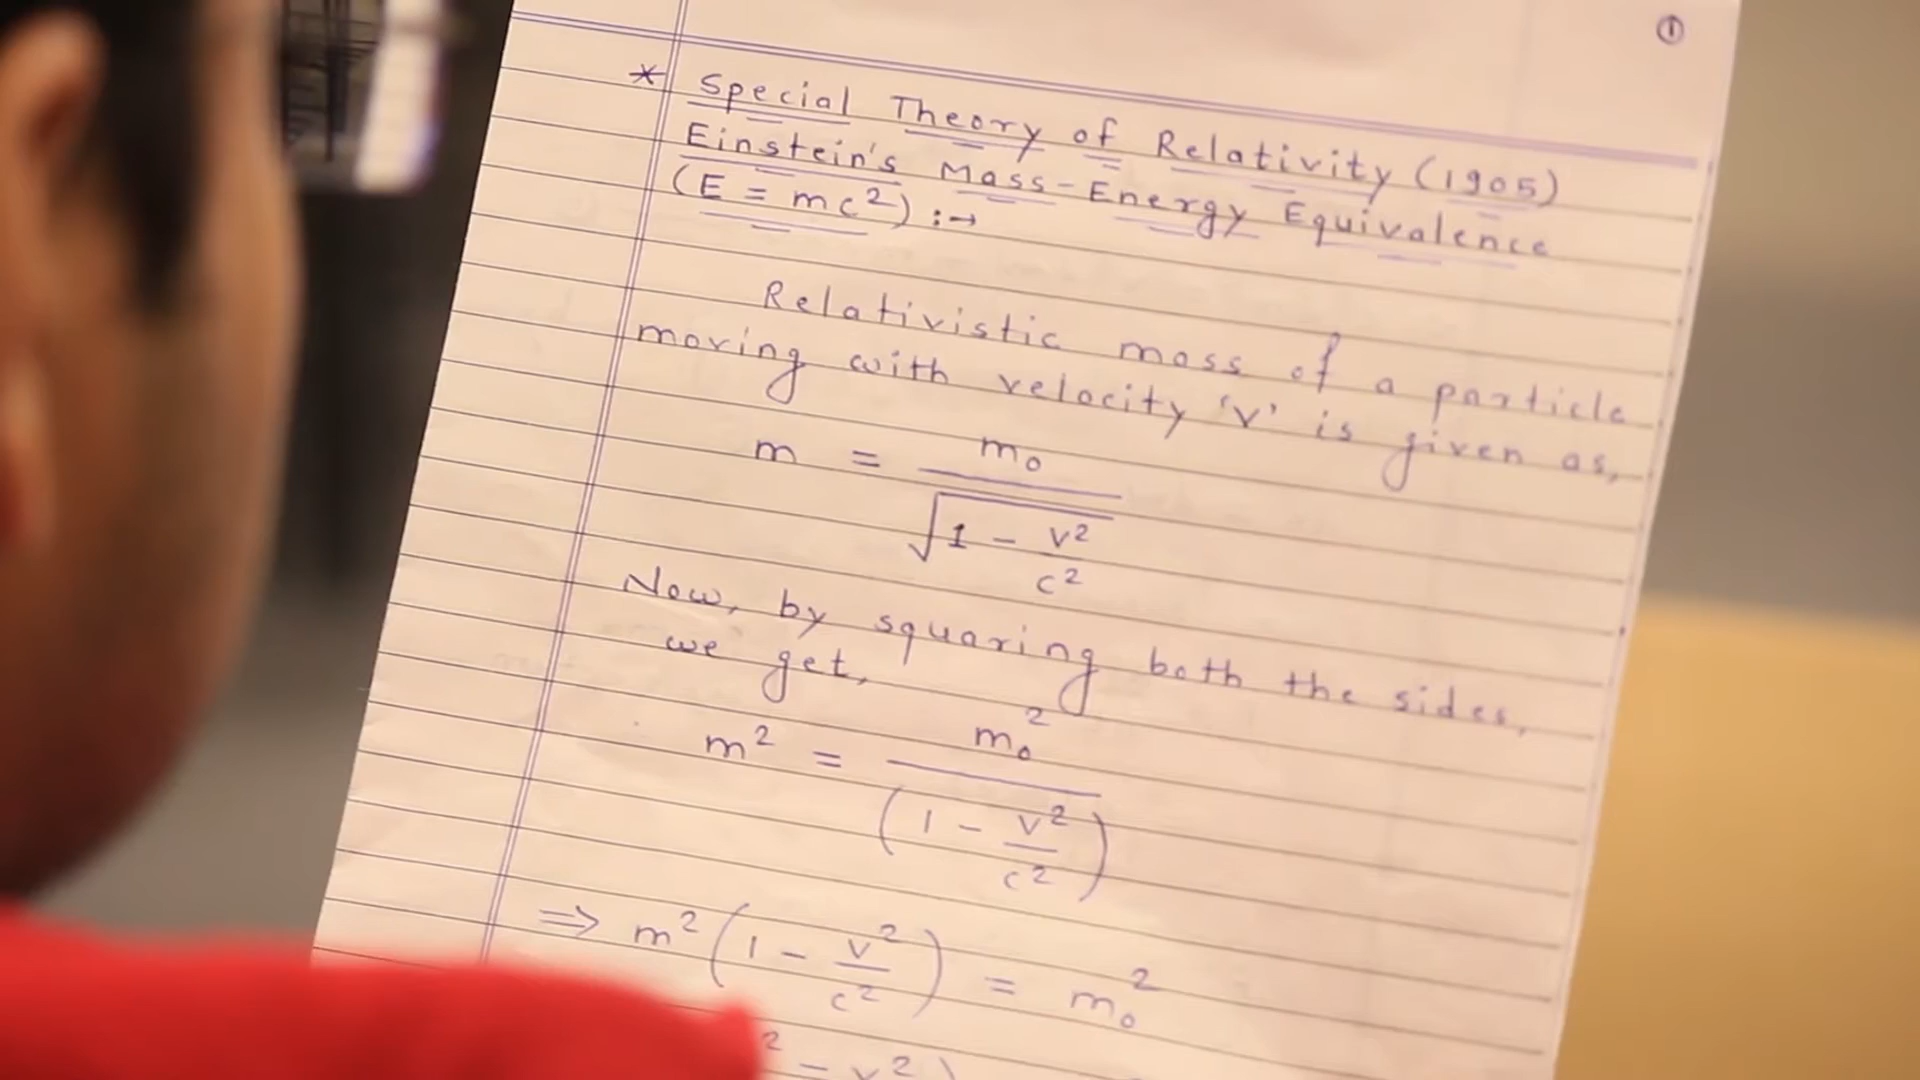 ①
* Special Theory of Relativity (1905)
Einstein's Mass-Energy Equivalence
(E = mc²) :→
Relativistic mass of a particle
moving with velocity 'v' is given as,
m = m₀ / √1 - v²/c²
Now, by squaring both the sides,
we get,
m² = m₀² / (1 - v²/c²)
⇒ m² (1 - v²/c²) = m₀²
² - v²)